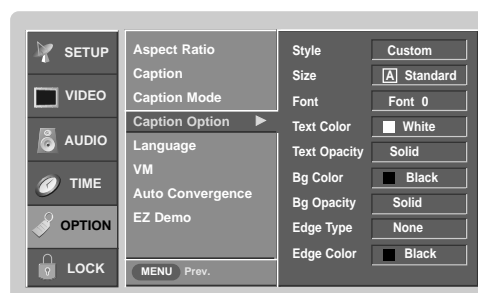 SETUP
VIDEO
AUDIO
TIME
OPTION
LOCK
Aspect Ratio
Caption
Caption Mode
Caption Option ►
Language
VM
Auto Convergence
EZ Demo
MENU Prev.
Style Custom
Size A Standard
Font Font 0
Text Color White
Text Opacity Solid
Bg Color Black
Bg Opacity Solid
Edge Type None
Edge Color Black